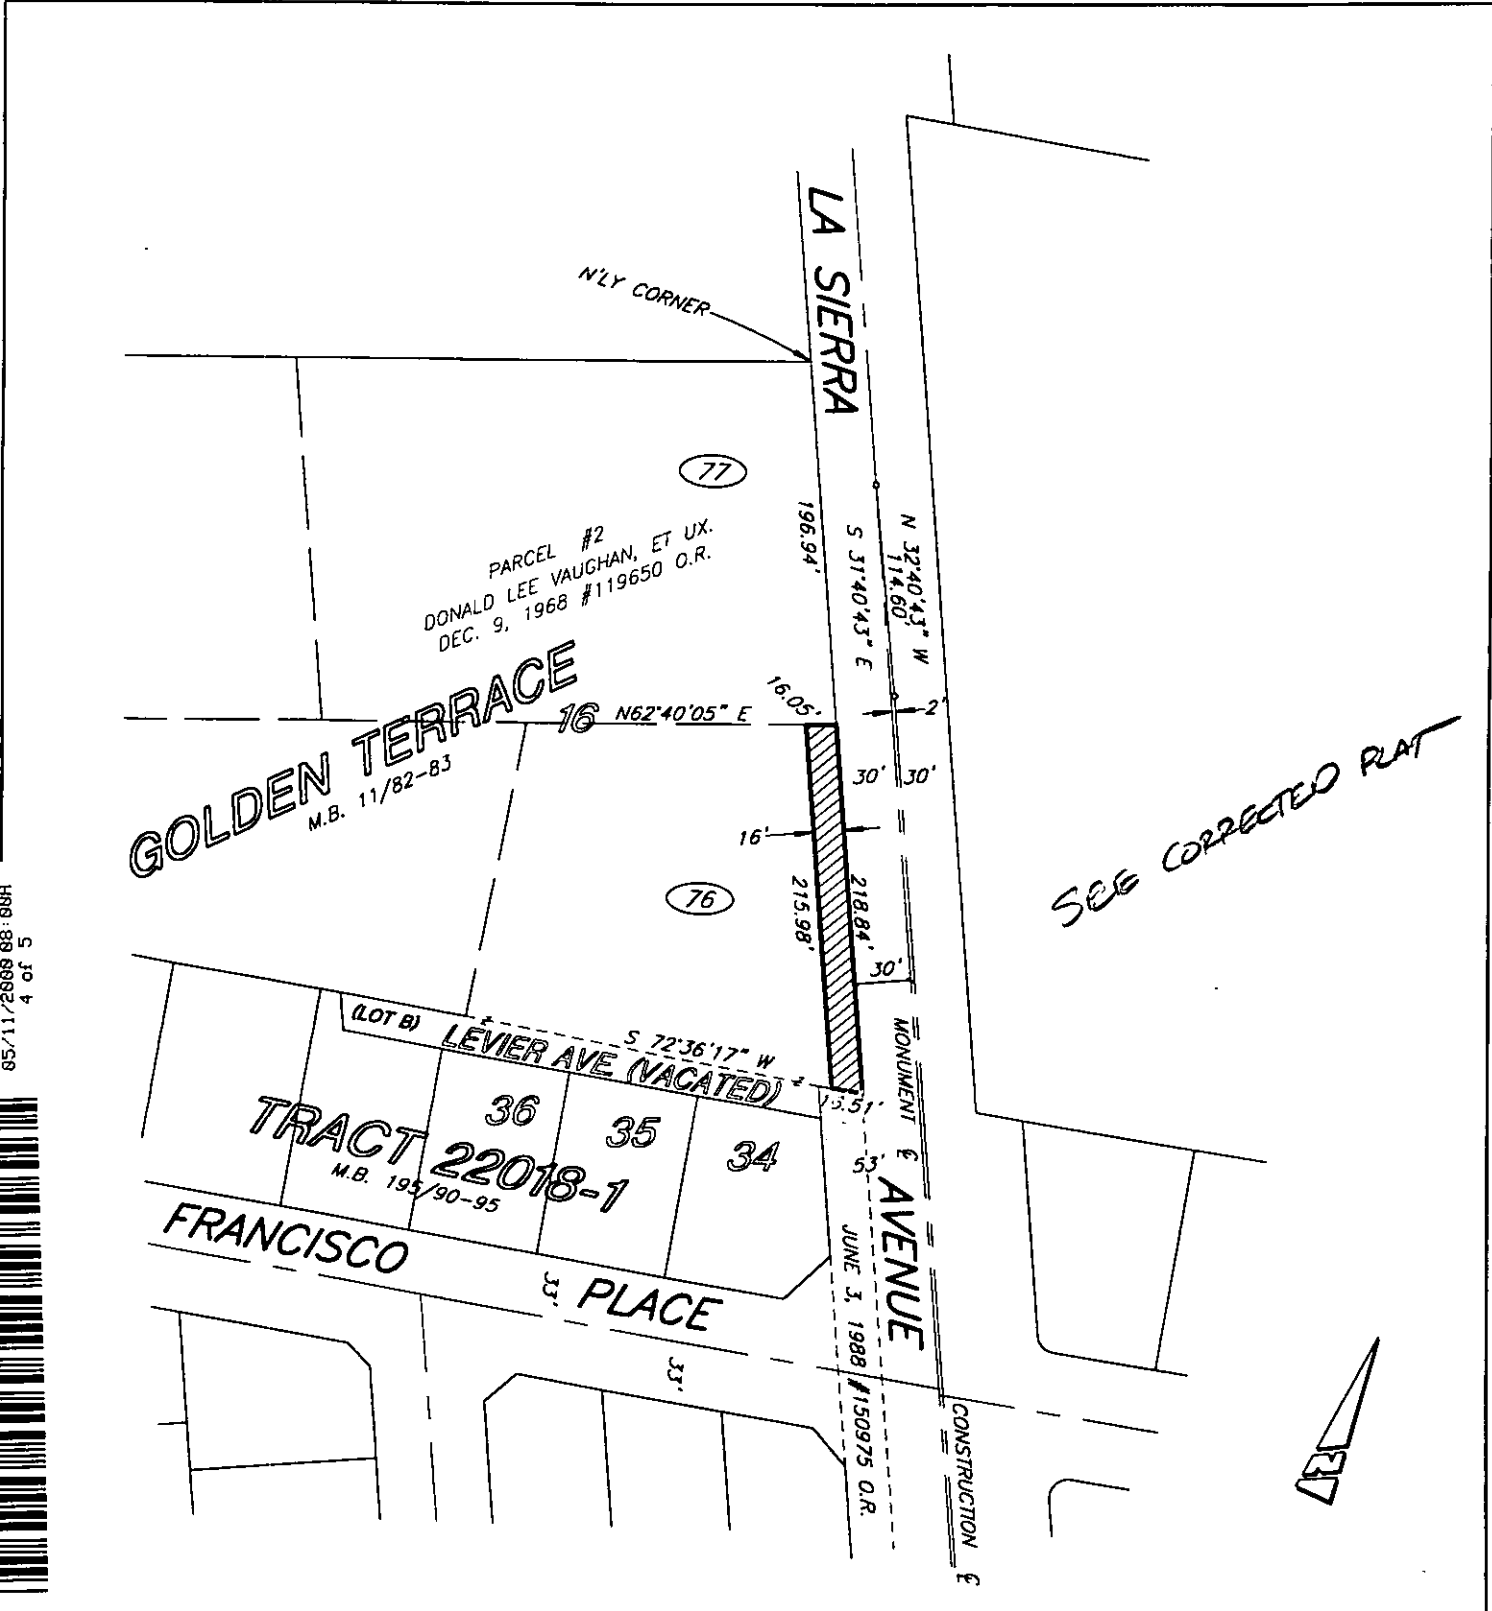 LA SIERRA
N'LY CORNER
77
PARCEL #2
DONALD LEE VAUGHAN, ET UX.
DEC. 9, 1968 #119650 O.R.
196.94'
S 31°40'43" E
N 32°40'43" W
114.60'
GOLDEN TERRACE
M.B. 11/82-83
16
N62°40'05" E
16.05'
2'
30'
30'
16'
SEE CORRECTED PLAT
76
215.98'
218.84'
30'
05/11/2000 08:00A
4 of 5
(LOT B)
LEVIER AVE. (VACATED)
S 72°36'17" W
16.51'
MONUMENT ℄
36
35
34
TRACT 22018-1
M.B. 195/90-95
53'
AVENUE
JUNE 3, 1988 #150975 O.R.
FRANCISCO PLACE
33'
33'
CONSTRUCTION ℄
N